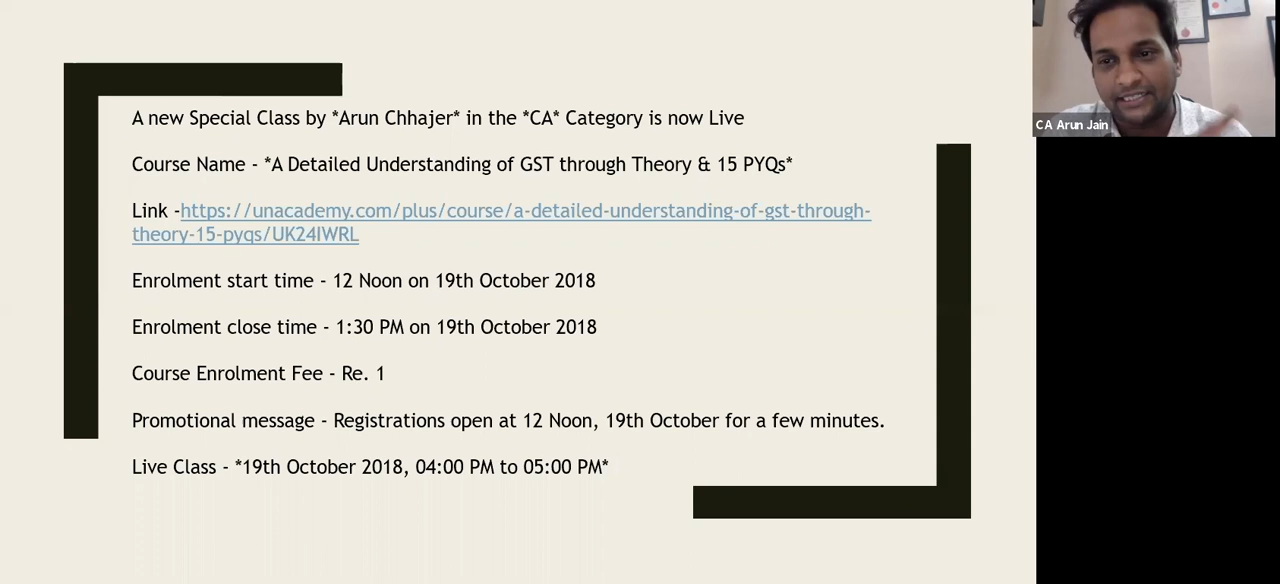 A new Special Class by *Arun Chhajer* in the *CA* Category is now Live
Course Name - *A Detailed Understanding of GST through Theory & 15 PYQs*
Link -https://unacademy.com/plus/course/a-detailed-understanding-of-gst-through-
theory-15-pyqs/UK24IWRL
Enrolment start time - 12 Noon on 19th October 2018
Enrolment close time - 1:30 PM on 19th October 2018
Course Enrolment Fee - Re. 1
Promotional message - Registrations open at 12 Noon, 19th October for a few minutes.
Live Class - *19th October 2018, 04:00 PM to 05:00 PM*
CA Arun Jain